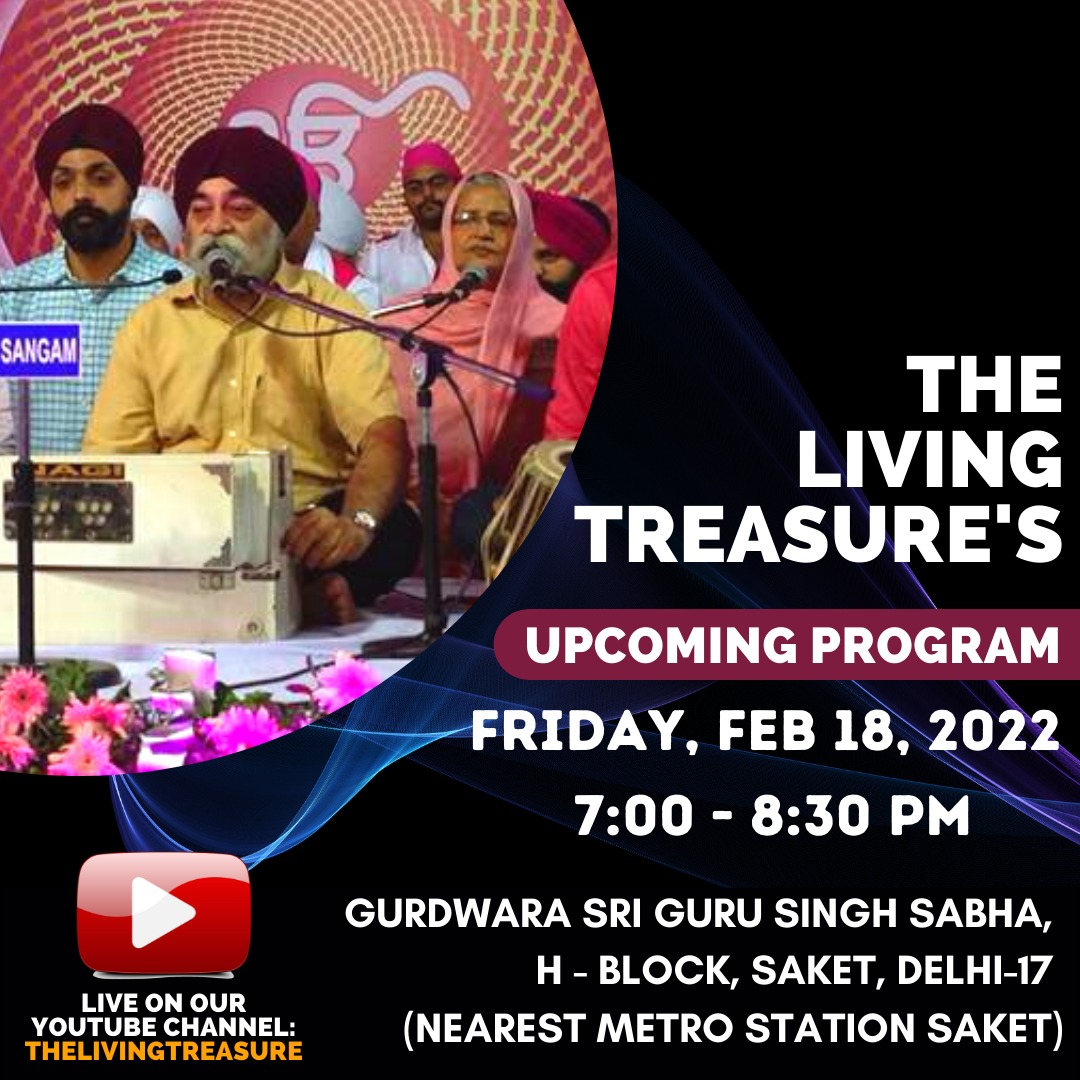 ੴ
SANGAM
NAGI
THE
LIVING
TREASURE'S
UPCOMING PROGRAM
FRIDAY, FEB 18, 2022
7:00 - 8:30 PM
GURDWARA SRI GURU SINGH SABHA,
H - BLOCK, SAKET, DELHI-17
(NEAREST METRO STATION SAKET)
LIVE ON OUR
YOUTUBE CHANNEL:
THELIVINGTREASURE